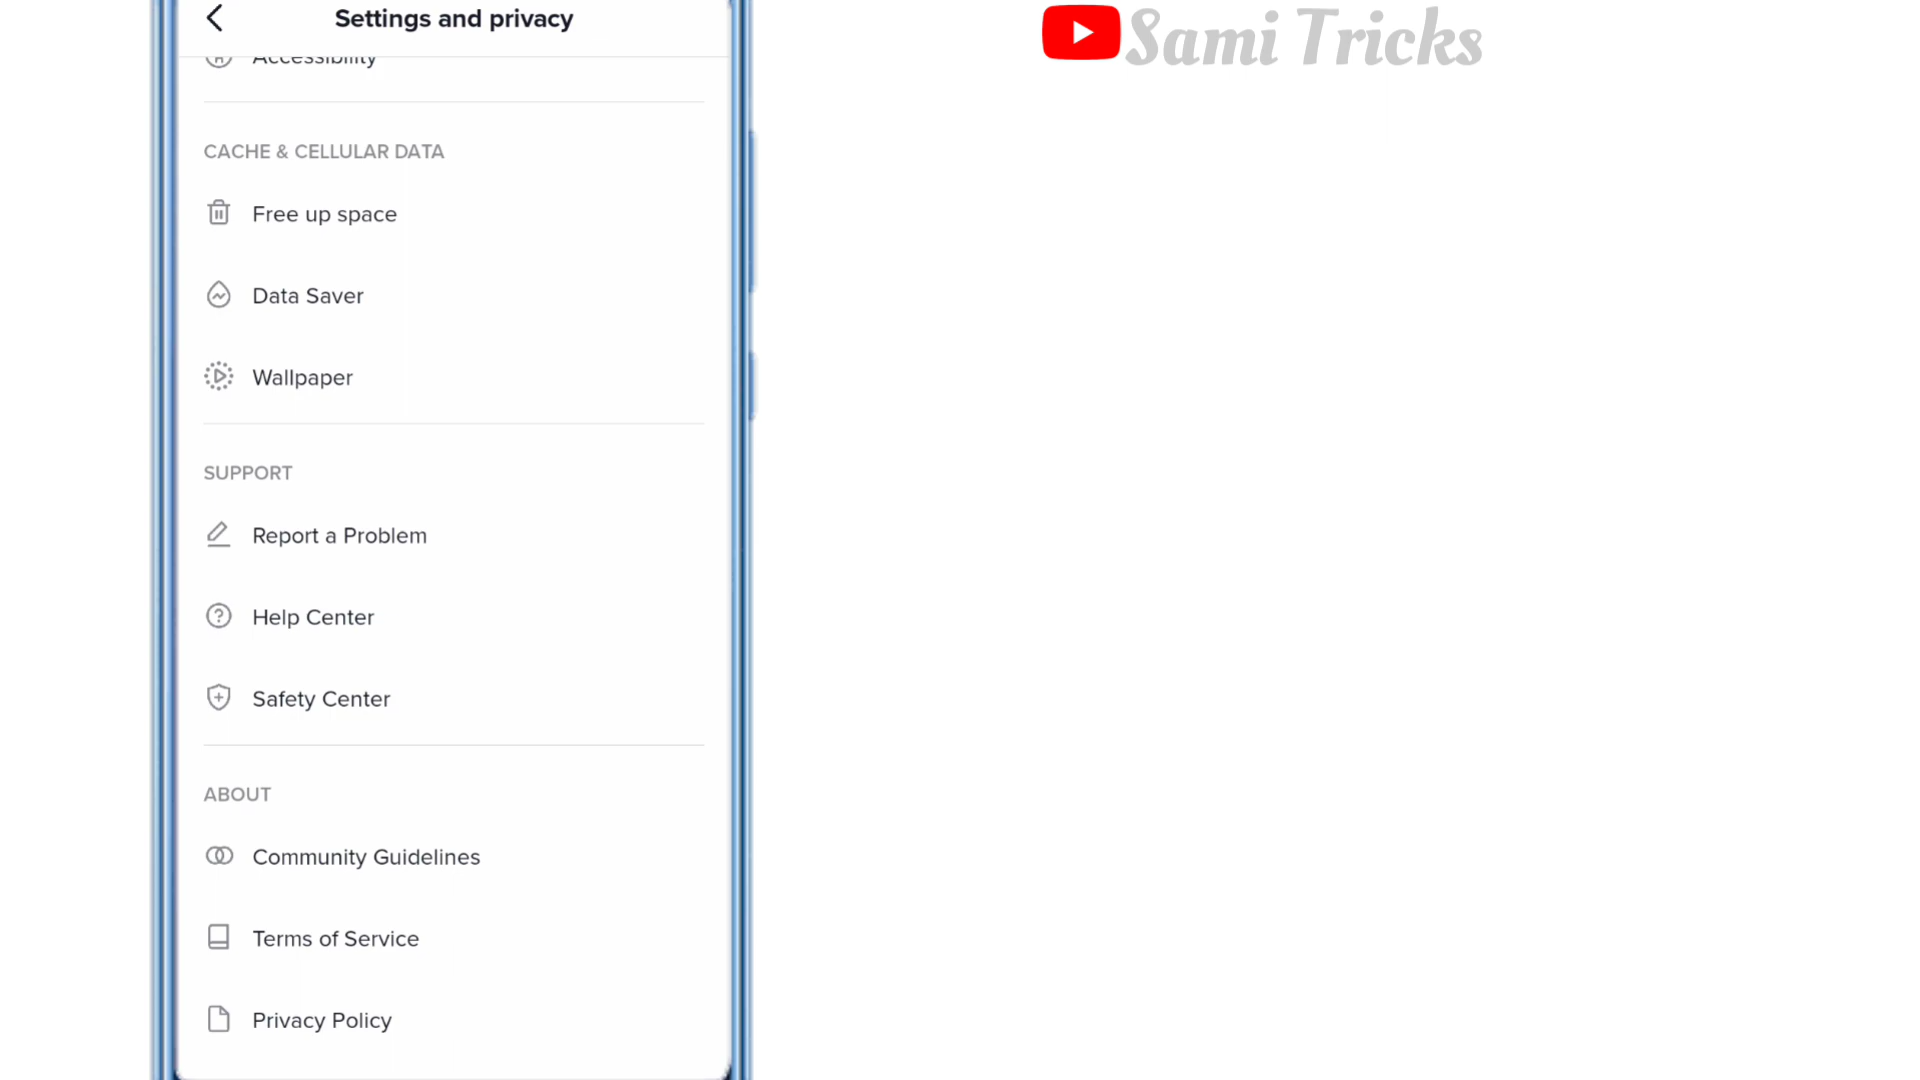 Settings and privacy
Sami Tricks
Accessibility
CACHE & CELLULAR DATA
Free up space
Data Saver
Wallpaper
SUPPORT
Report a Problem
Help Center
Safety Center
ABOUT
Community Guidelines
Terms of Service
Privacy Policy